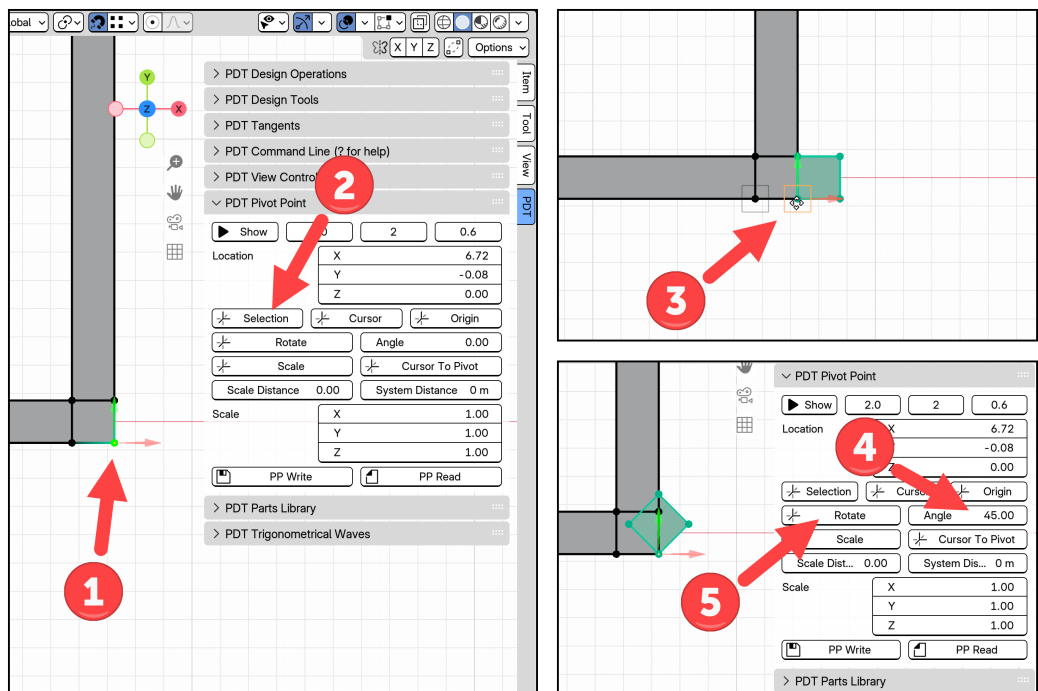 obal
X Y Z Options
Y
Z X
Item
Tool
View
PDT
PDT Design Operations
PDT Design Tools
PDT Tangents
PDT Command Line (? for help)
PDT View Control
PDT Pivot Point
Show 2 0.6
Location X 6.72
Y -0.08
Z 0.00
Selection Cursor Origin
Rotate Angle 0.00
Scale Cursor To Pivot
Scale Distance 0.00 System Distance 0 m
Scale X 1.00
Y 1.00
Z 1.00
PP Write PP Read
PDT Parts Library
PDT Trigonometrical Waves
1
2
3
PDT Pivot Point
Show 2.0 2 0.6
Location X 6.72
-0.08
Z 0.00
Selection Curso Origin
Rotate Angle 45.00
Scale Cursor To Pivot
Scale Dist... 0.00 System Dis... 0 m
Scale X 1.00
Y 1.00
Z 1.00
PP Write PP Read
PDT Parts Library
4
5